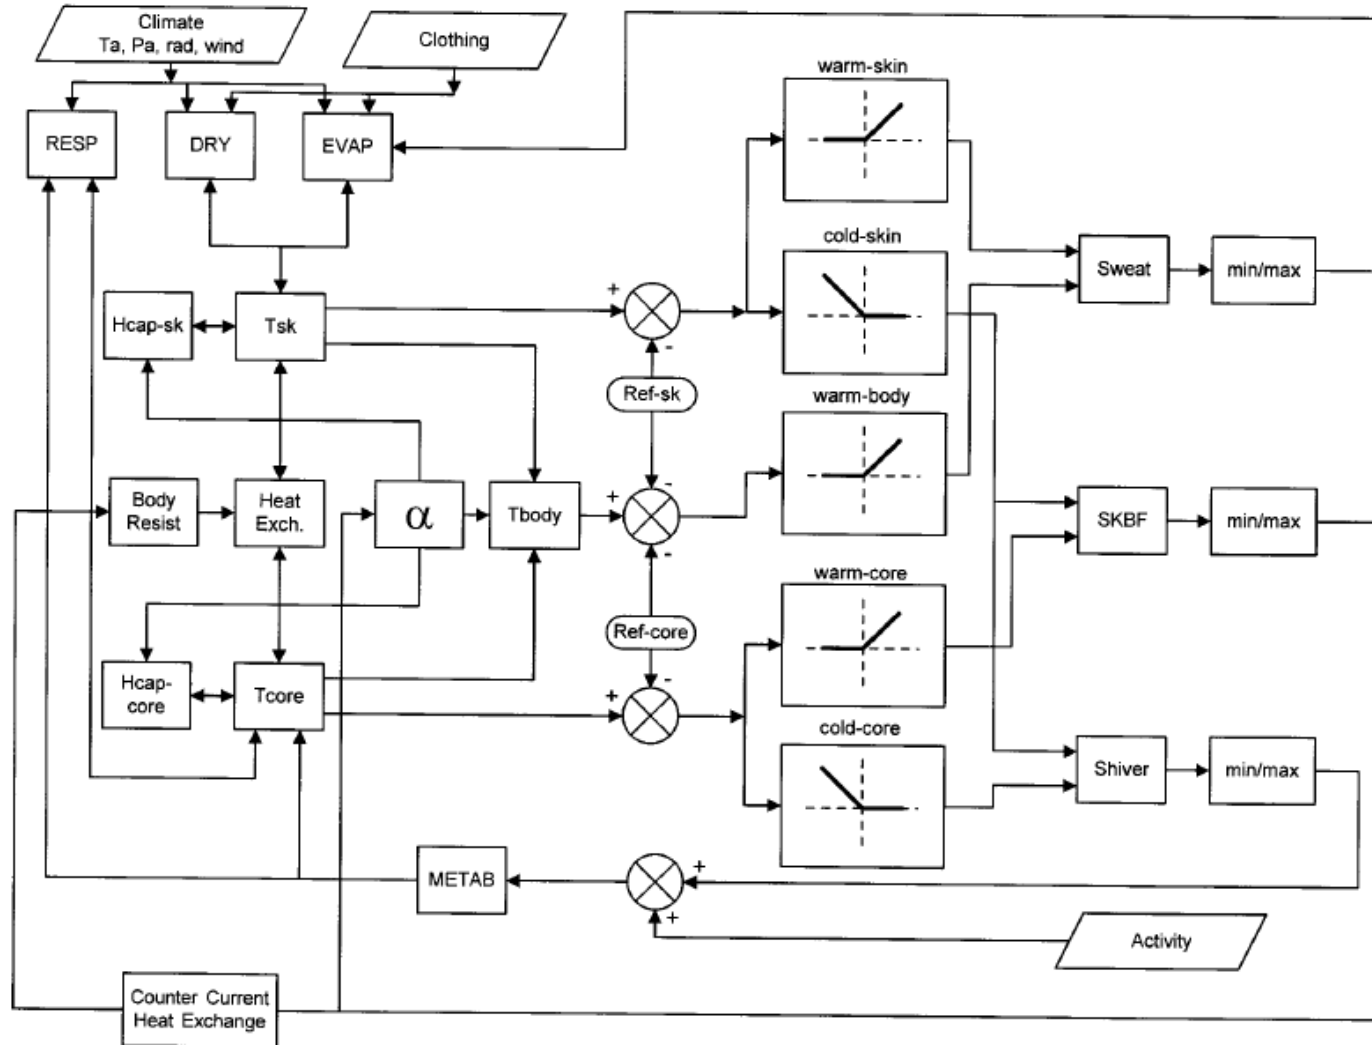 Climate
Ta, Pa, rad, wind
Clothing
warm-skin
RESP
DRY
EVAP
cold-skin
Sweat
min/max
+
Hcap-sk
Tsk
-
Ref-sk
warm-body
-
Body
Resist
Heat
Exch.
α
Tbody
+
-
SKBF
min/max
warm-core
Ref-core
-
Hcap-
core
Tcore
+
cold-core
Shiver
min/max
METAB
+
+
Activity
Counter Current
Heat Exchange